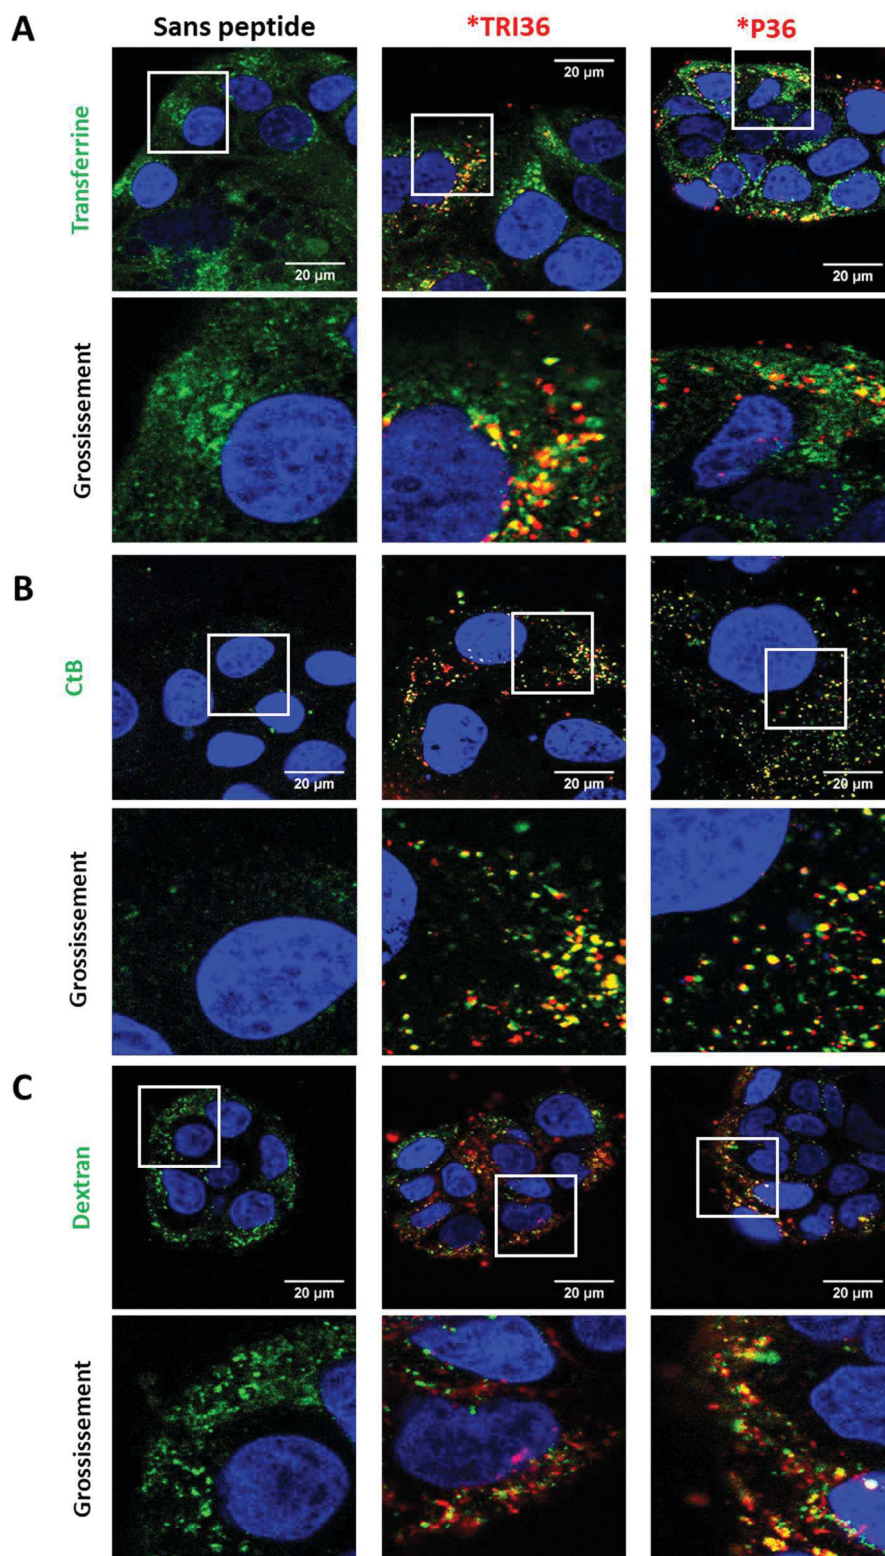 A
Sans peptide
*TRI36
*P36
Transferrine
20 µm
20 µm
20 µm
Grossissement
B
CtB
20 µm
20 µm
20 µm
Grossissement
C
Dextran
20 µm
20 µm
20 µm
Grossissement